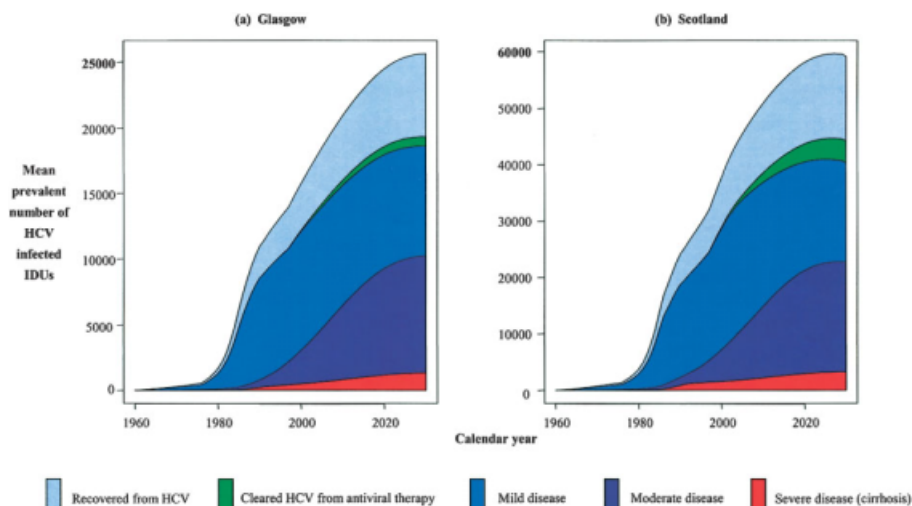 (a) Glasgow
(b) Scotland
25000
20000
15000
10000
5000
0
60000
50000
40000
30000
20000
10000
0
Mean
prevalent
number of
HCV
infected
IDUs
1960
1980
2000
2020
1960
1980
2000
2020
Calendar year
Recovered from HCV
Cleared HCV from antiviral therapy
Mild disease
Moderate disease
Severe disease (cirrhosis)